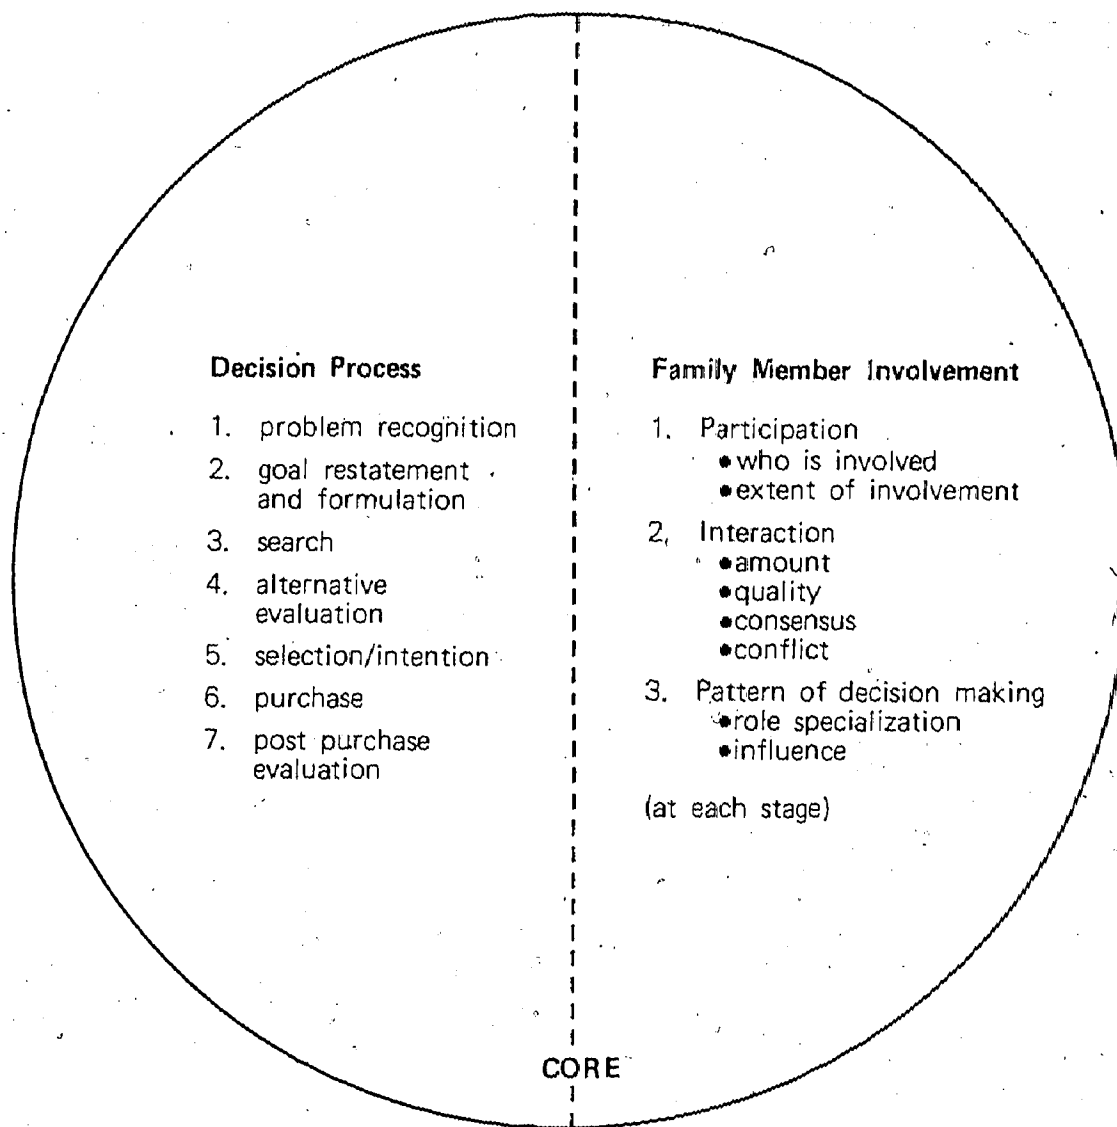 Decision Process
1. problem recognition
2. goal restatement
and formulation
3. search
4. alternative
evaluation
5. selection/intention
6. purchase
7. post purchase
evaluation
Family Member Involvement
1. Participation
•who is involved
•extent of involvement
2. Interaction
•amount
•quality
•consensus
•conflict
3. Pattern of decision making
•role specialization
•influence
(at each stage)
CORE